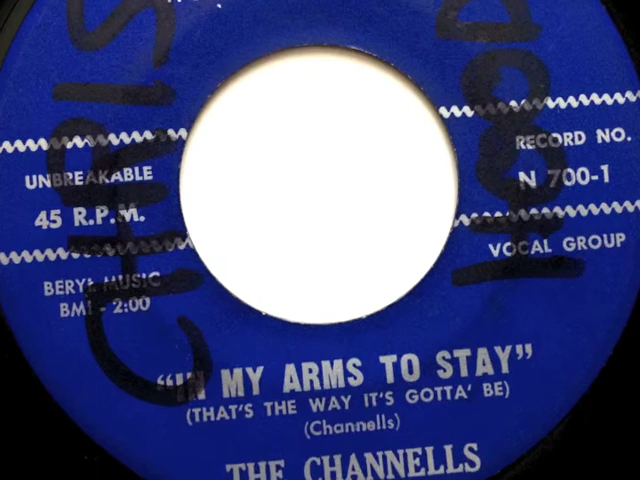 CHRIS
HOOD
UNBREAKABLE
45 R.P.M.
BERYL MUSIC
BMI - 2:00
RECORD NO.
N 700-1
VOCAL GROUP
"IN MY ARMS TO STAY"
(THAT'S THE WAY IT'S GOTTA' BE)
(Channells)
THE CHANNELLS